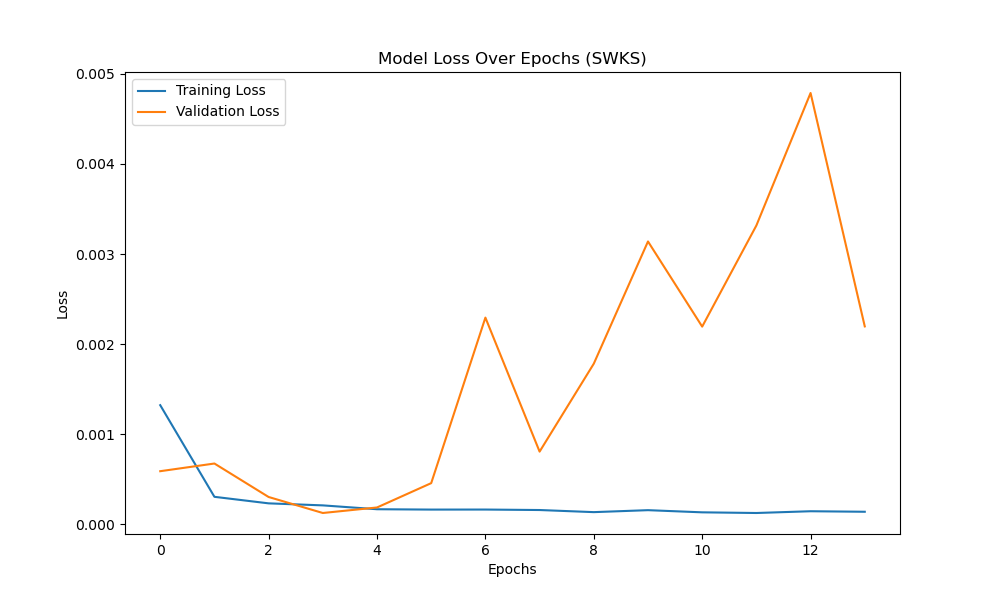 Model Loss Over Epochs (SWKS)
Training Loss
Validation Loss
0.005
0.004
0.003
0.002
0.001
0.000
Loss
0 2 4 6 8 10 12
Epochs